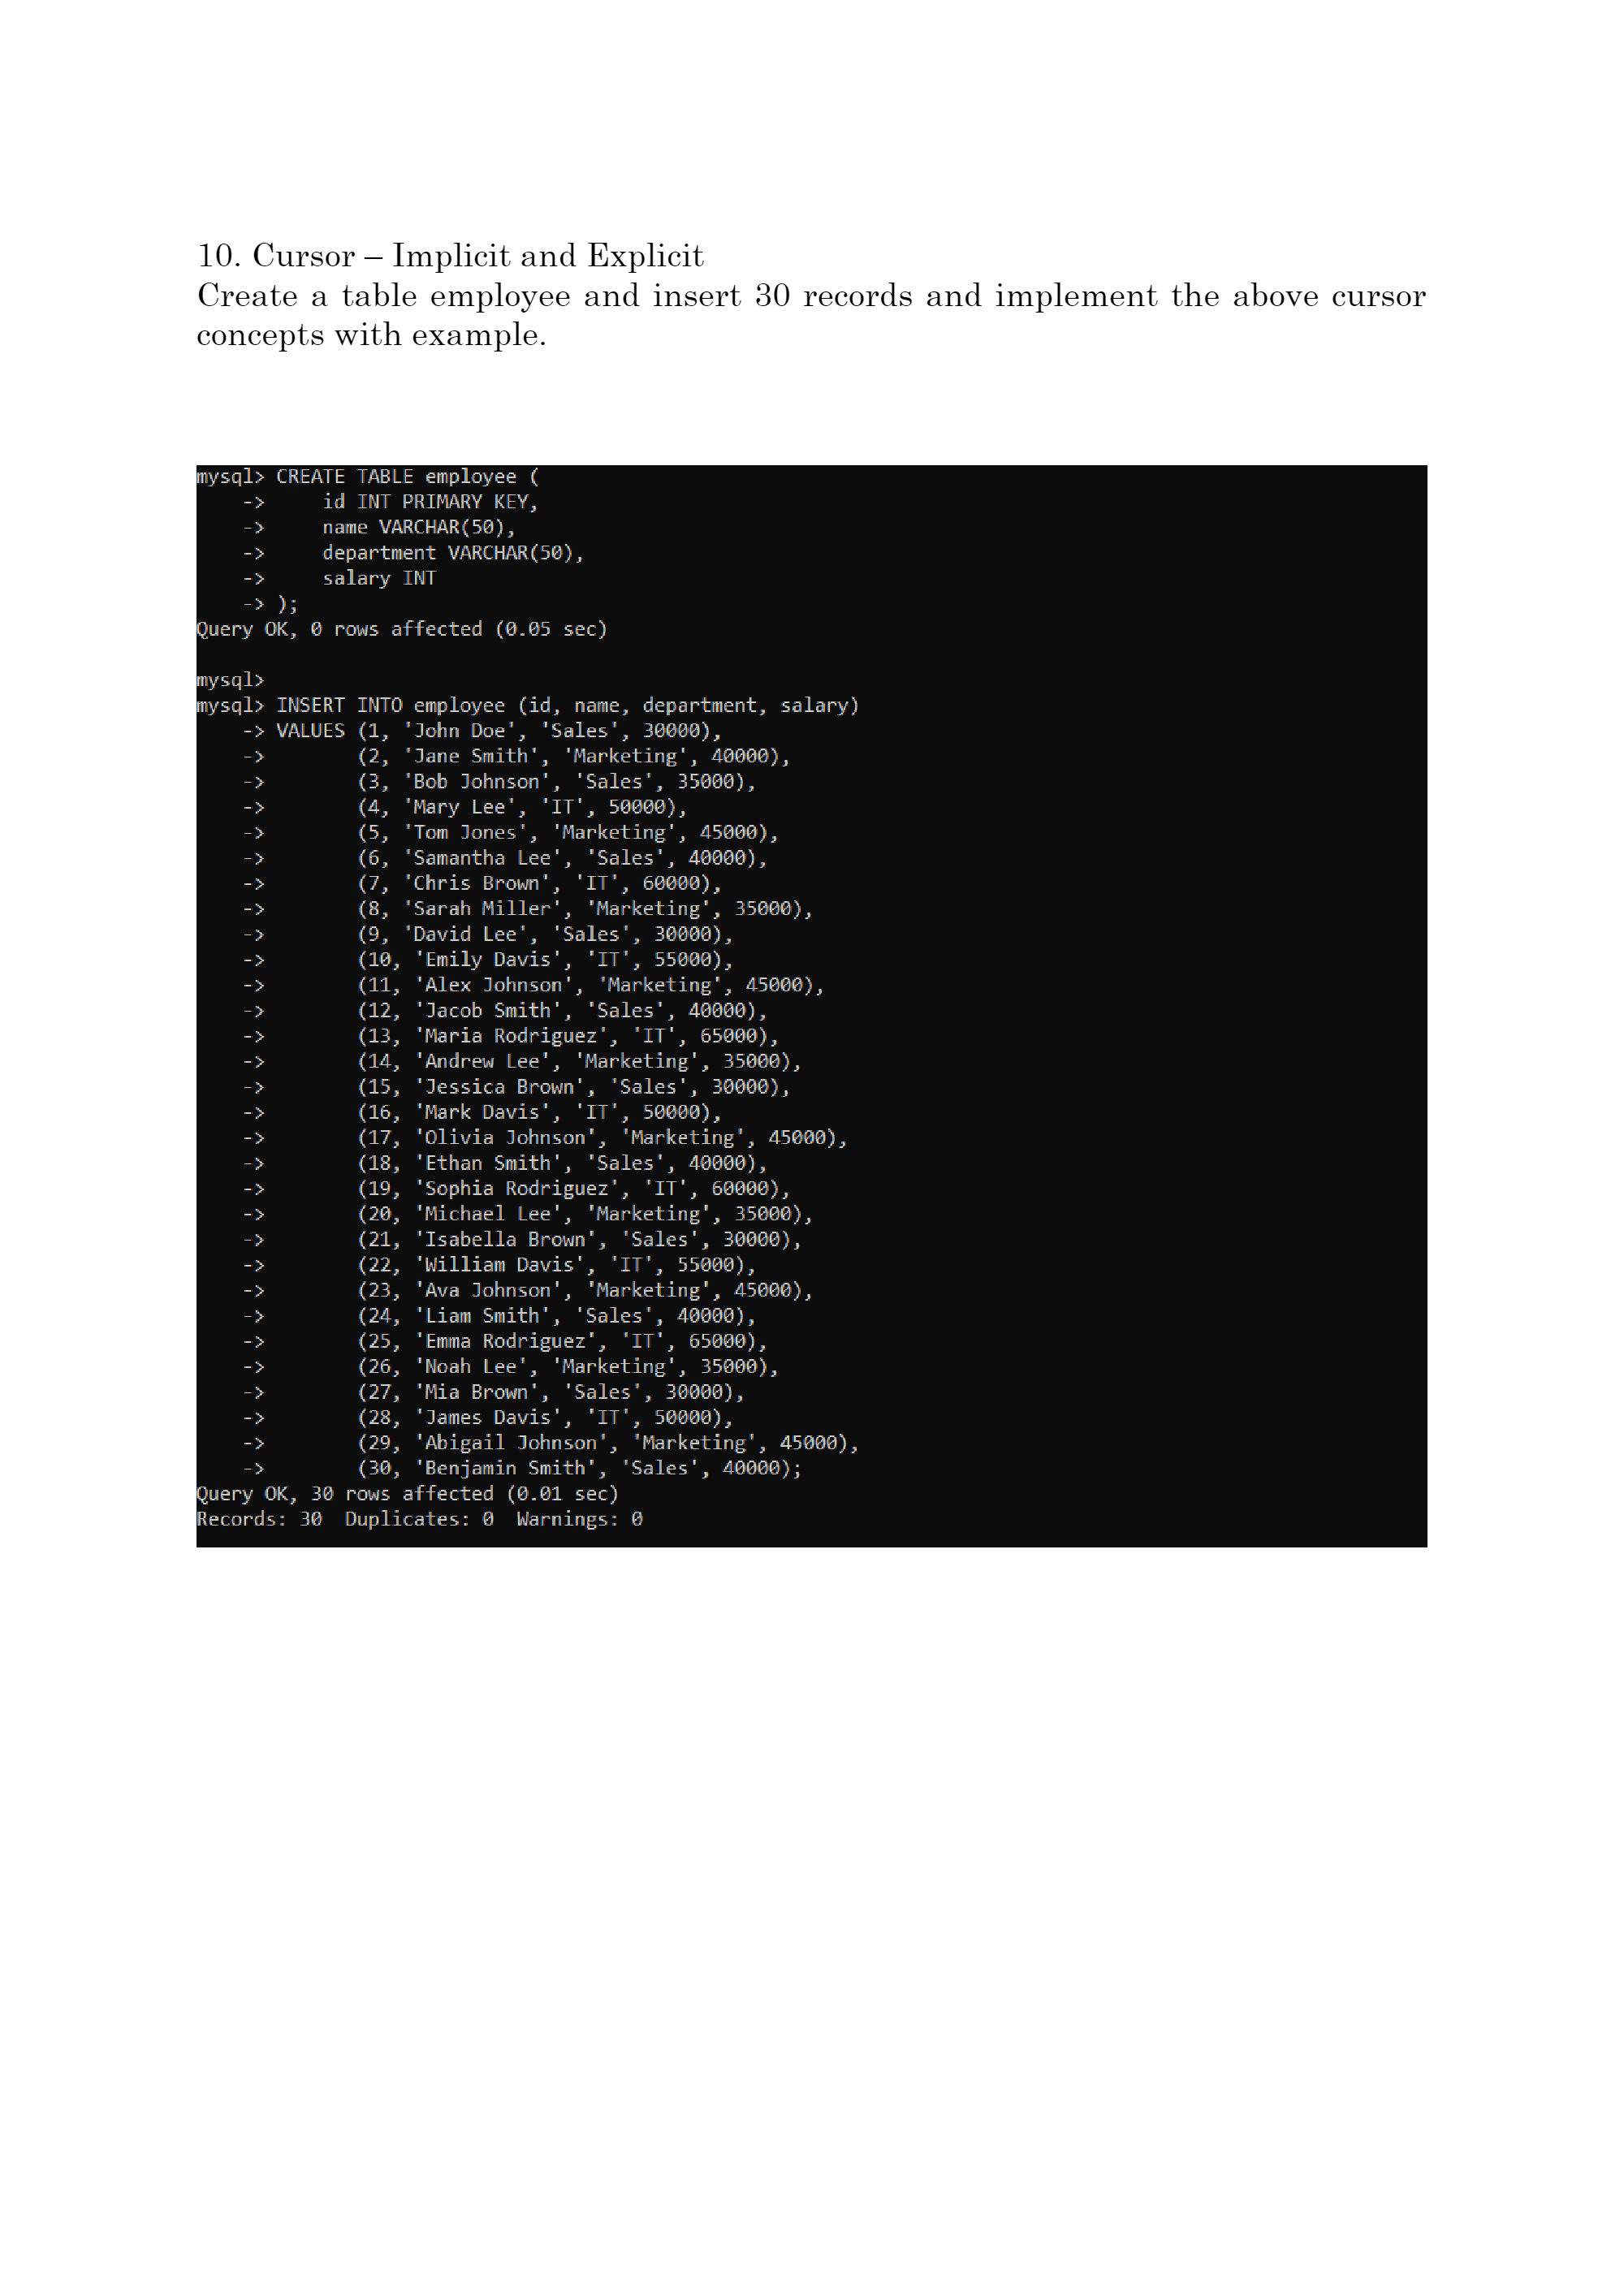 10. Cursor – Implicit and Explicit
Create a table employee and insert 30 records and implement the above cursor
concepts with example.
mysql> CREATE TABLE employee (
    ->     id INT PRIMARY KEY,
    ->     name VARCHAR(50),
    ->     department VARCHAR(50),
    ->     salary INT
    -> );
Query OK, 0 rows affected (0.05 sec)
mysql>
mysql> INSERT INTO employee (id, name, department, salary)
    -> VALUES (1, 'John Doe', 'Sales', 30000),
    ->        (2, 'Jane Smith', 'Marketing', 40000),
    ->        (3, 'Bob Johnson', 'Sales', 35000),
    ->        (4, 'Mary Lee', 'IT', 50000),
    ->        (5, 'Tom Jones', 'Marketing', 45000),
    ->        (6, 'Samantha Lee', 'Sales', 40000),
    ->        (7, 'Chris Brown', 'IT', 60000),
    ->        (8, 'Sarah Miller', 'Marketing', 35000),
    ->        (9, 'David Lee', 'Sales', 30000),
    ->        (10, 'Emily Davis', 'IT', 55000),
    ->        (11, 'Alex Johnson', 'Marketing', 45000),
    ->        (12, 'Jacob Smith', 'Sales', 40000),
    ->        (13, 'Maria Rodriguez', 'IT', 65000),
    ->        (14, 'Andrew Lee', 'Marketing', 35000),
    ->        (15, 'Jessica Brown', 'Sales', 30000),
    ->        (16, 'Mark Davis', 'IT', 50000),
    ->        (17, 'Olivia Johnson', 'Marketing', 45000),
    ->        (18, 'Ethan Smith', 'Sales', 40000),
    ->        (19, 'Sophia Rodriguez', 'IT', 60000),
    ->        (20, 'Michael Lee', 'Marketing', 35000),
    ->        (21, 'Isabella Brown', 'Sales', 30000),
    ->        (22, 'William Davis', 'IT', 55000),
    ->        (23, 'Ava Johnson', 'Marketing', 45000),
    ->        (24, 'Liam Smith', 'Sales', 40000),
    ->        (25, 'Emma Rodriguez', 'IT', 65000),
    ->        (26, 'Noah Lee', 'Marketing', 35000),
    ->        (27, 'Mia Brown', 'Sales', 30000),
    ->        (28, 'James Davis', 'IT', 50000),
    ->        (29, 'Abigail Johnson', 'Marketing', 45000),
    ->        (30, 'Benjamin Smith', 'Sales', 40000);
Query OK, 30 rows affected (0.01 sec)
Records: 30  Duplicates: 0  Warnings: 0